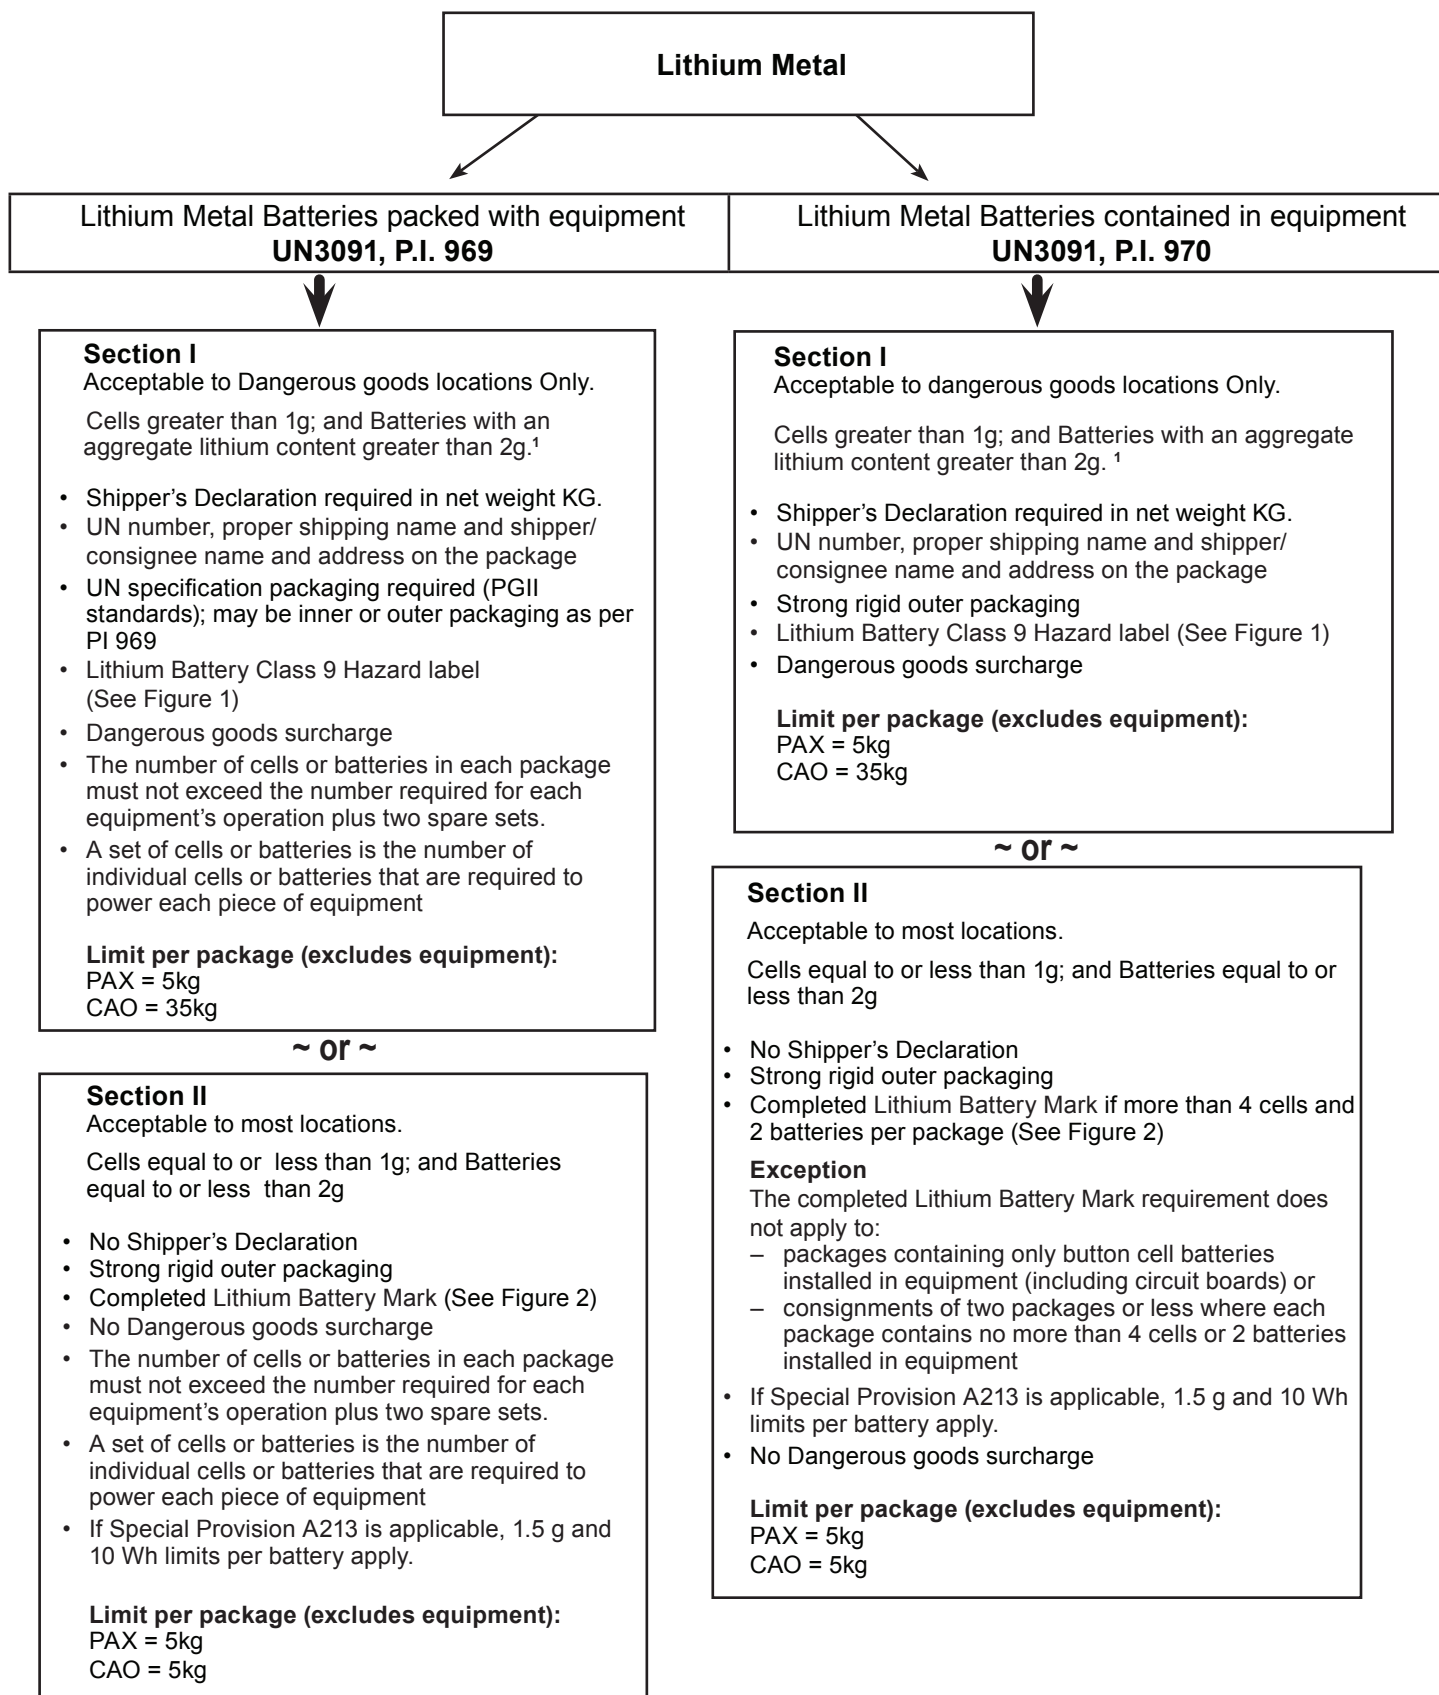 Lithium Metal
Lithium Metal Batteries packed with equipment
UN3091, P.I. 969
Lithium Metal Batteries contained in equipment
UN3091, P.I. 970
Section I
Acceptable to Dangerous goods locations Only.
Cells greater than 1g; and Batteries with an
aggregate lithium content greater than 2g.¹
• Shipper’s Declaration required in net weight KG.
• UN number, proper shipping name and shipper/
consignee name and address on the package
• UN specification packaging required (PGII
standards); may be inner or outer packaging as per
PI 969
• Lithium Battery Class 9 Hazard label
(See Figure 1)
• Dangerous goods surcharge
• The number of cells or batteries in each package
must not exceed the number required for each
equipment’s operation plus two spare sets.
• A set of cells or batteries is the number of
individual cells or batteries that are required to
power each piece of equipment
Limit per package (excludes equipment):
PAX = 5kg
CAO = 35kg
~ or ~
Section II
Acceptable to most locations.
Cells equal to or less than 1g; and Batteries
equal to or less than 2g
• No Shipper’s Declaration
• Strong rigid outer packaging
• Completed Lithium Battery Mark (See Figure 2)
• No Dangerous goods surcharge
• The number of cells or batteries in each package
must not exceed the number required for each
equipment’s operation plus two spare sets.
• A set of cells or batteries is the number of
individual cells or batteries that are required to
power each piece of equipment
• If Special Provision A213 is applicable, 1.5 g and
10 Wh limits per battery apply.
Limit per package (excludes equipment):
PAX = 5kg
CAO = 5kg
Section I
Acceptable to dangerous goods locations Only.
Cells greater than 1g; and Batteries with an aggregate
lithium content greater than 2g. ¹
• Shipper’s Declaration required in net weight KG.
• UN number, proper shipping name and shipper/
consignee name and address on the package
• Strong rigid outer packaging
• Lithium Battery Class 9 Hazard label (See Figure 1)
• Dangerous goods surcharge
Limit per package (excludes equipment):
PAX = 5kg
CAO = 35kg
~ or ~
Section II
Acceptable to most locations.
Cells equal to or less than 1g; and Batteries equal to or
less than 2g
• No Shipper’s Declaration
• Strong rigid outer packaging
• Completed Lithium Battery Mark if more than 4 cells and
2 batteries per package (See Figure 2)
Exception
The completed Lithium Battery Mark requirement does
not apply to:
– packages containing only button cell batteries
installed in equipment (including circuit boards) or
– consignments of two packages or less where each
package contains no more than 4 cells or 2 batteries
installed in equipment
• If Special Provision A213 is applicable, 1.5 g and 10 Wh
limits per battery apply.
• No Dangerous goods surcharge
Limit per package (excludes equipment):
PAX = 5kg
CAO = 5kg